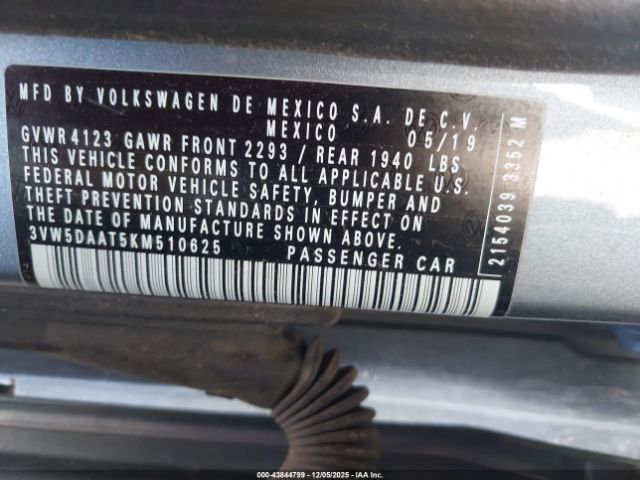 MFD BY VOLKSWAGEN DE MEXICO S.A. DE C.V.
MEXICO 05/19
GVWR 4123 GAWR FRONT 2293 / REAR 1940 LBS
THIS VEHICLE CONFORMS TO ALL APPLICABLE U.S.
FEDERAL MOTOR VEHICLE SAFETY, BUMPER AND
THEFT PREVENTION STANDARDS IN EFFECT ON
THE DATE OF MANUFACTURE SHOWN ABOVE.
3VW5DAAT5KM510625 PASSENGER CAR
2154039 3352 M
000-43844799 - 12/05/2025 - IAA Inc.